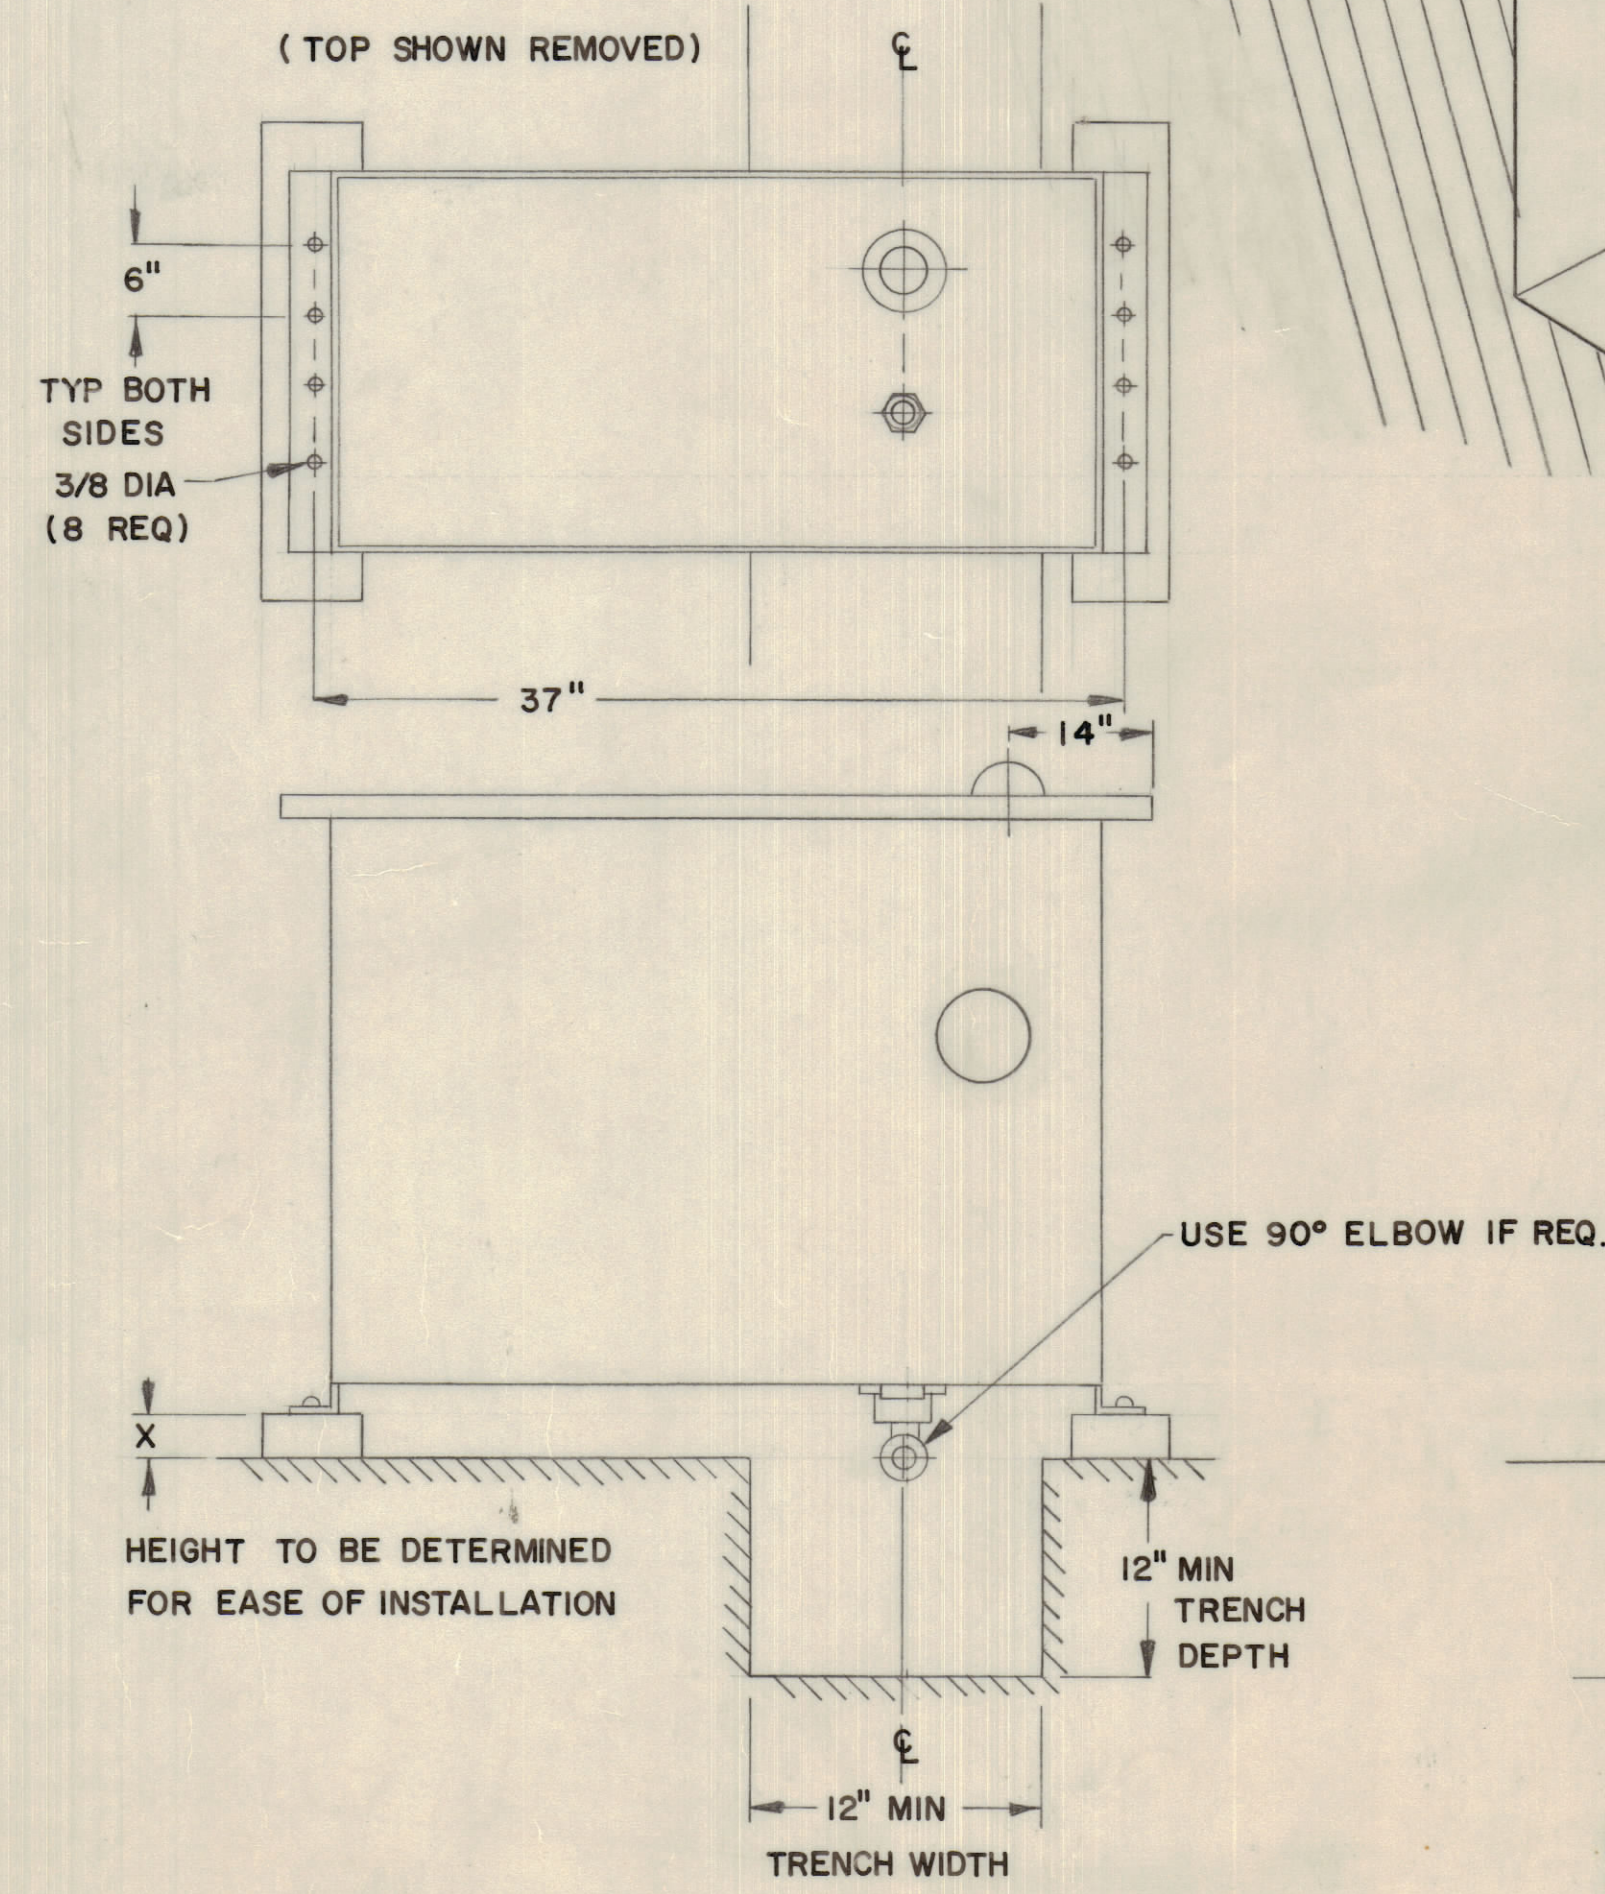 (TOP SHOWN REMOVED)
℄
6"
TYP BOTH
SIDES
3/8 DIA
(8 REQ)
37"
14"
USE 90° ELBOW IF REQ.
X
HEIGHT TO BE DETERMINED
FOR EASE OF INSTALLATION
12" MIN
TRENCH
DEPTH
℄
12" MIN
TRENCH WIDTH